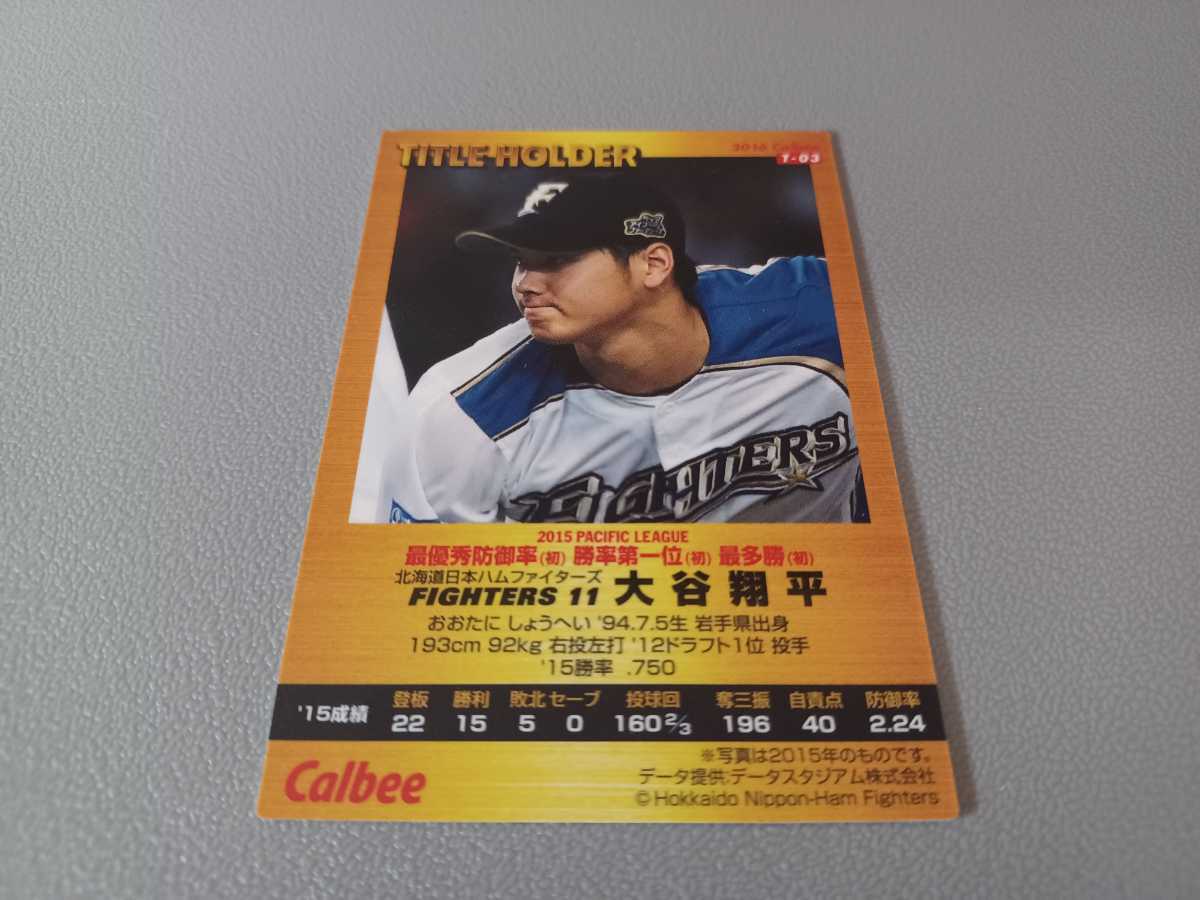 TITLE HOLDER
2016 Calbee
T-03
F
FIGHTERS
2015 PACIFIC LEAGUE
最優秀防御率(初) 勝率第一位(初) 最多勝(初)
北海道日本ハムファイターズ
FIGHTERS 11 大谷翔平
おおたに しょうへい '94.7.5生 岩手県出身
193cm 92kg 右投左打 '12ドラフト1位 投手
'15勝率 .750
登板 勝利 敗北 セーブ 投球回 奪三振 自責点 防御率
'15成績 22 15 5 0 160 2/3 196 40 2.24
※写真は2015年のものです。
データ提供:データスタジアム株式会社
Calbee
©Hokkaido Nippon-Ham Fighters